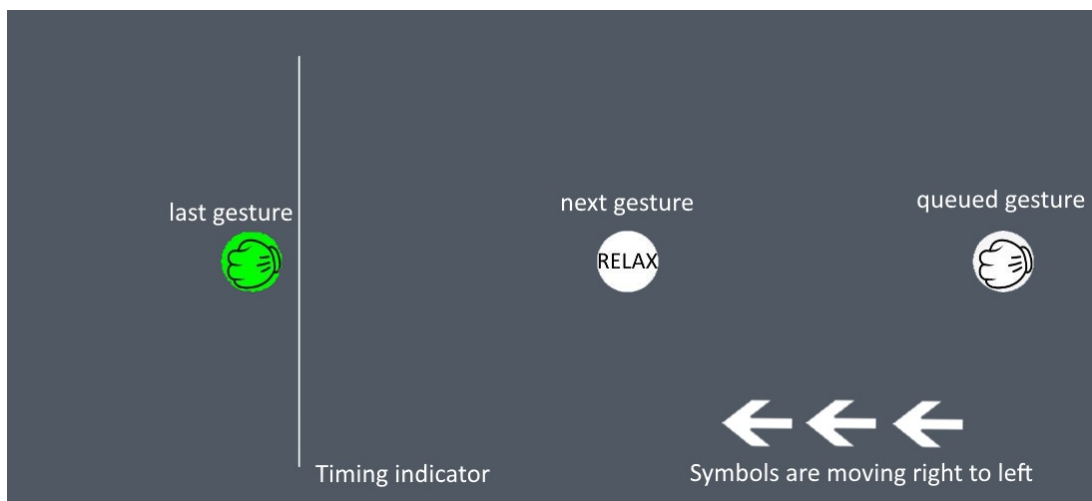 last gesture
next gesture
queued gesture
RELAX
Timing indicator
Symbols are moving right to left